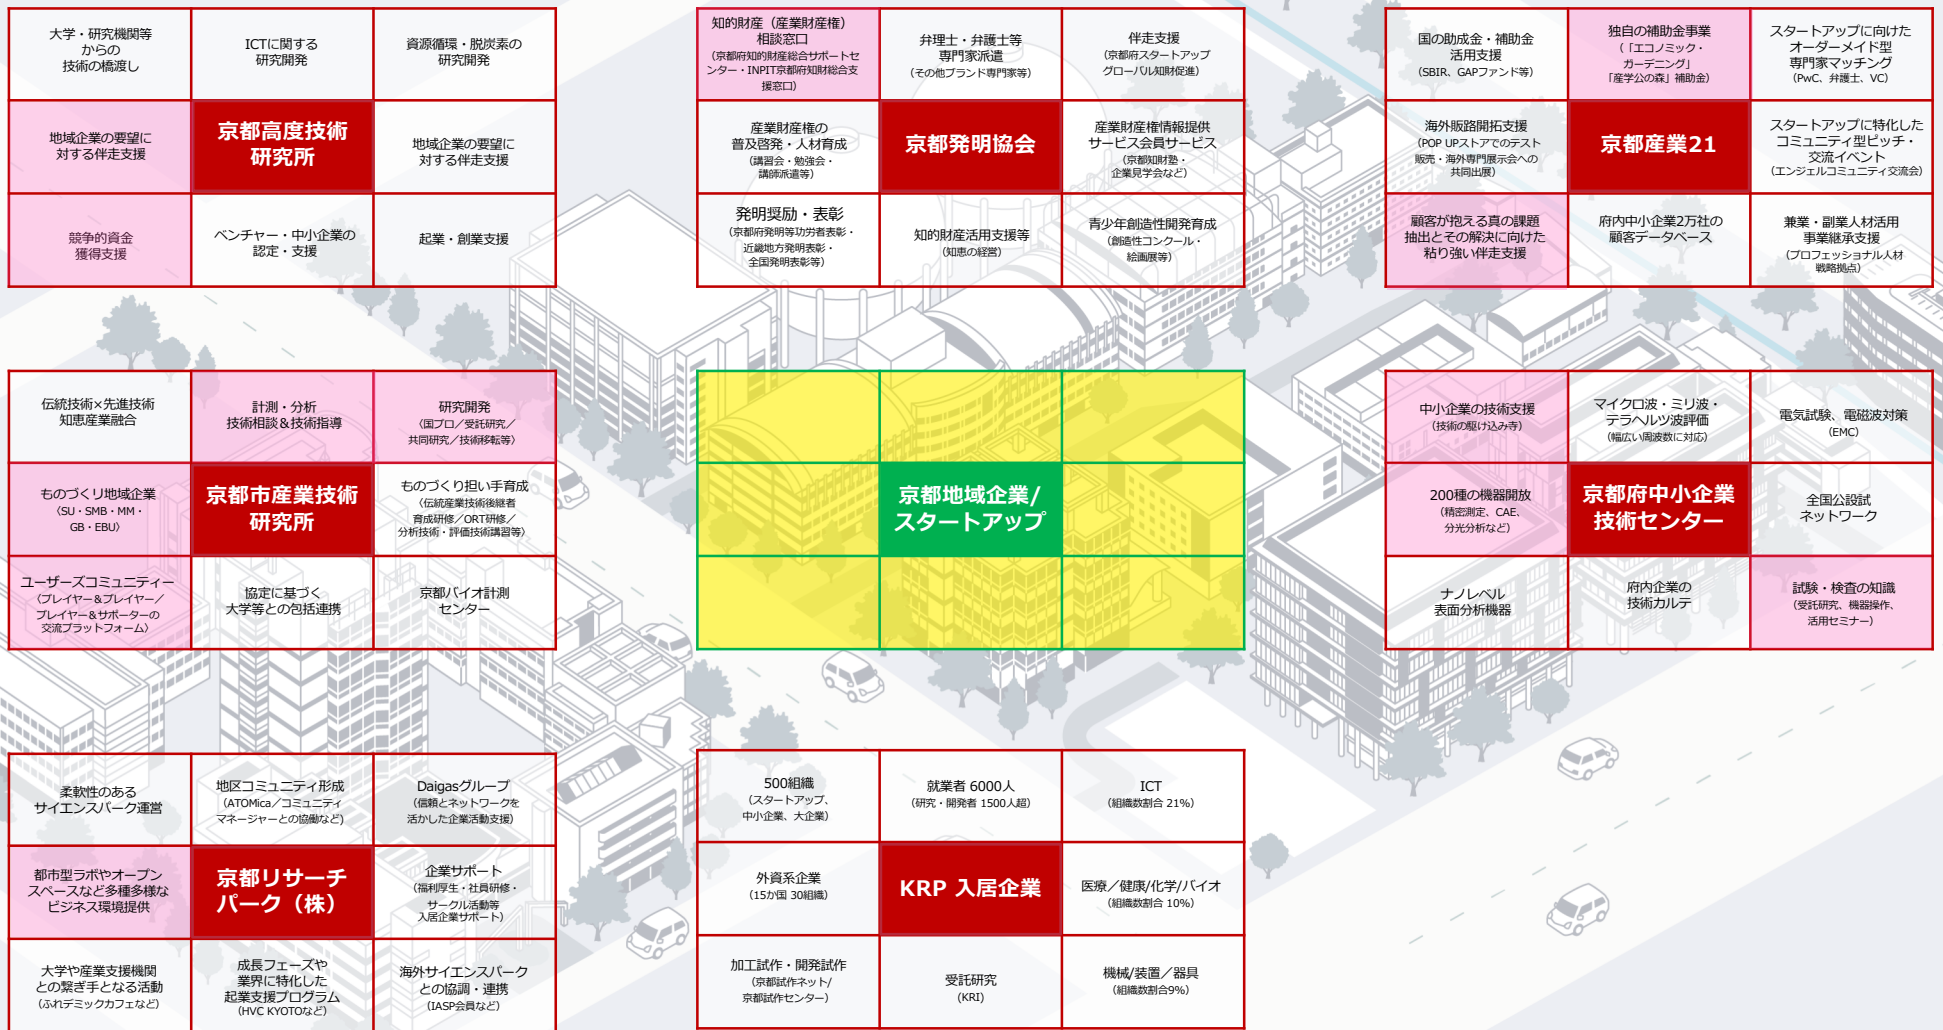 大学・研究機関等
からの
技術の橋渡し
ICTに関する
研究開発
資源循環・脱炭素の
研究開発
地域企業の要望に
対する伴走支援
京都高度技術
研究所
地域企業の要望に
対する伴走支援
競争的資金
獲得支援
ベンチャー・中小企業の
認定・支援
起業・創業支援
知的財産（産業財産権）
相談窓口
（京都府知的財産総合サポートセ
ンター・INPIT京都府知財総合支
援窓口）
弁理士・弁護士等
専門家派遣
（その他ブランド専門家等）
伴走支援
（京都府スタートアップ
グローバル知財促進）
産業財産権の
普及啓発・人材育成
（講習会・勉強会・
講師派遣等）
京都発明協会
産業財産権情報提供
サービス会員サービス
（京都知財塾・
企業見学会など）
発明奨励・表彰
（京都府発明等功労者表彰・
近畿地方発明表彰・
全国発明表彰等）
知的財産活用支援等
（知恵の経営）
青少年創造性開発育成
（創造性コンクール・
絵画展等）
国の助成金・補助金
活用支援
（SBIR、GAPファンド等）
独自の補助金事業
（「エコノミック・
ガーデニング」
「産学公の森」補助金）
スタートアップに向けた
オーダーメイド型
専門家マッチング
（PwC、弁護士、VC）
海外販路開拓支援
（POP UPストアでのテスト
販売・海外専門展示会への
共同出展）
京都産業21
スタートアップに特化した
コミュニティ型ピッチ・
交流イベント
（エンジェルコミュニティ交流会）
顧客が抱える真の課題
抽出とその解決に向けた
粘り強い伴走支援
府内中小企業2万社の
顧客データベース
兼業・副業人材活用
事業継承支援
（プロフェッショナル人材
戦略拠点）
伝統技術×先進技術
知恵産業融合
計測・分析
技術相談＆技術指導
研究開発
（国プロ／受託研究／
共同研究／技術移転等）
ものづくり地域企業
（SU・SMB・MM・
GB・EBU）
京都市産業技術
研究所
ものづくり担い手育成
（伝統産業技術後継者
育成研修／ORT研修／
分析技術・評価技術講習等）
ユーザーズコミュニティー
（プレイヤー＆プレイヤー／
プレイヤー＆サポーターの
交流プラットフォーム）
協定に基づく
大学等との包括連携
京都バイオ計測
センター
京都地域企業/
スタートアップ
中小企業の技術支援
（技術の駆け込み寺）
マイクロ波・ミリ波・
テラヘルツ波評価
（幅広い周波数に対応）
電気試験、電磁波対策
（EMC）
200種の機器開放
（精密測定、CAE、
分光分析など）
京都府中小企業
技術センター
全国公設試
ネットワーク
ナノレベル
表面分析機器
府内企業の
技術カルテ
試験・検査の知識
（受託研究、機器操作、
活用セミナー）
柔軟性のある
サイエンスパーク運営
地区コミュニティ形成
（ATOMica／コミュニティ
マネージャーとの協働など）
Daigasグループ
（信頼とネットワークを
活かした企業活動支援）
都市型ラボやオープン
スペースなど多種多様な
ビジネス環境提供
京都リサーチ
パーク（株）
企業サポート
（福利厚生・社員研修・
サークル活動等
入居企業サポート）
大学や産業支援機関
との繋ぎ手となる活動
（ふれデミックカフェなど）
成長フェーズや
業界に特化した
起業支援プログラム
（HVC KYOTOなど）
海外サイエンスパーク
との協調・連携
（IASP会員など）
500組織
（スタートアップ、
中小企業、大企業）
就業者 6000人
（研究・開発者 1500人超）
ICT
（組織数割合 21%）
外資系企業
（15か国 30組織）
KRP 入居企業
医療／健康/化学/バイオ
（組織数割合 10%）
加工試作・開発試作
（京都試作ネット/
京都試作センター）
受託研究
（KRI）
機械/装置／器具
（組織数割合9%）